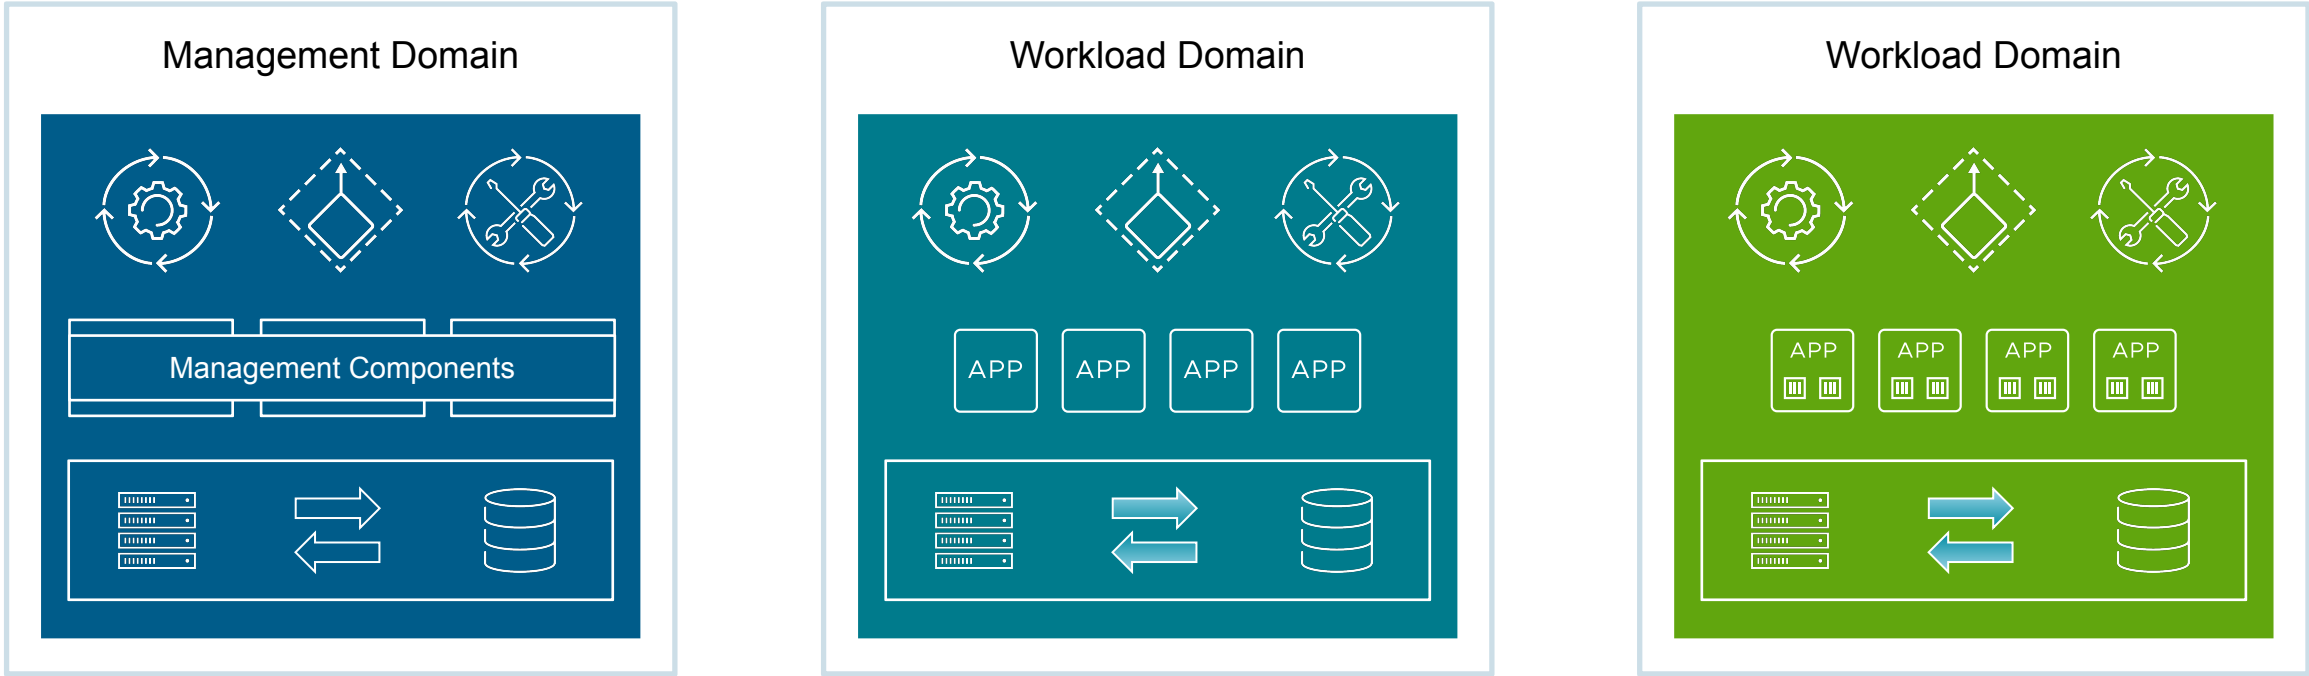 Management Domain
Workload Domain
Workload Domain
Management Components
APP APP APP APP
APP APP APP APP